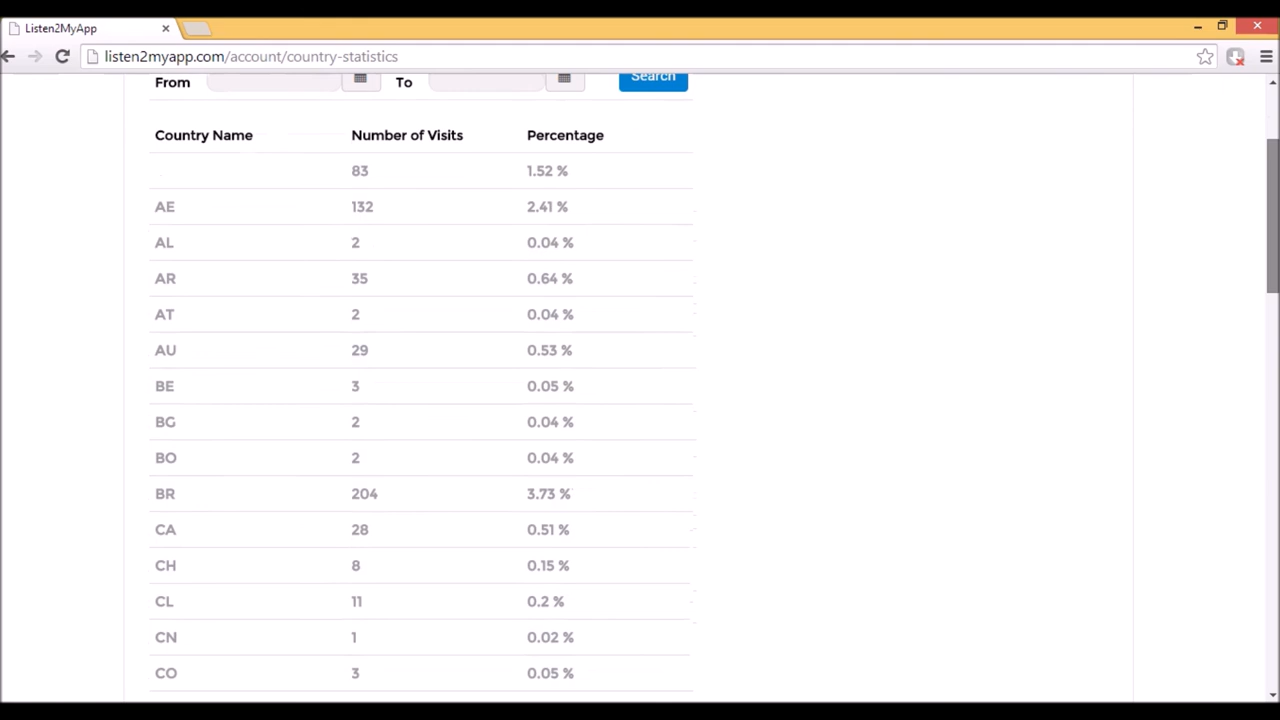 Listen2MyApp
listen2myapp.com/account/country-statistics
From To Search
Country Name Number of Visits Percentage
83 1.52 %
AE 132 2.41 %
AL 2 0.04 %
AR 35 0.64 %
AT 2 0.04 %
AU 29 0.53 %
BE 3 0.05 %
BG 2 0.04 %
BO 2 0.04 %
BR 204 3.73 %
CA 28 0.51 %
CH 8 0.15 %
CL 11 0.2 %
CN 1 0.02 %
CO 3 0.05 %